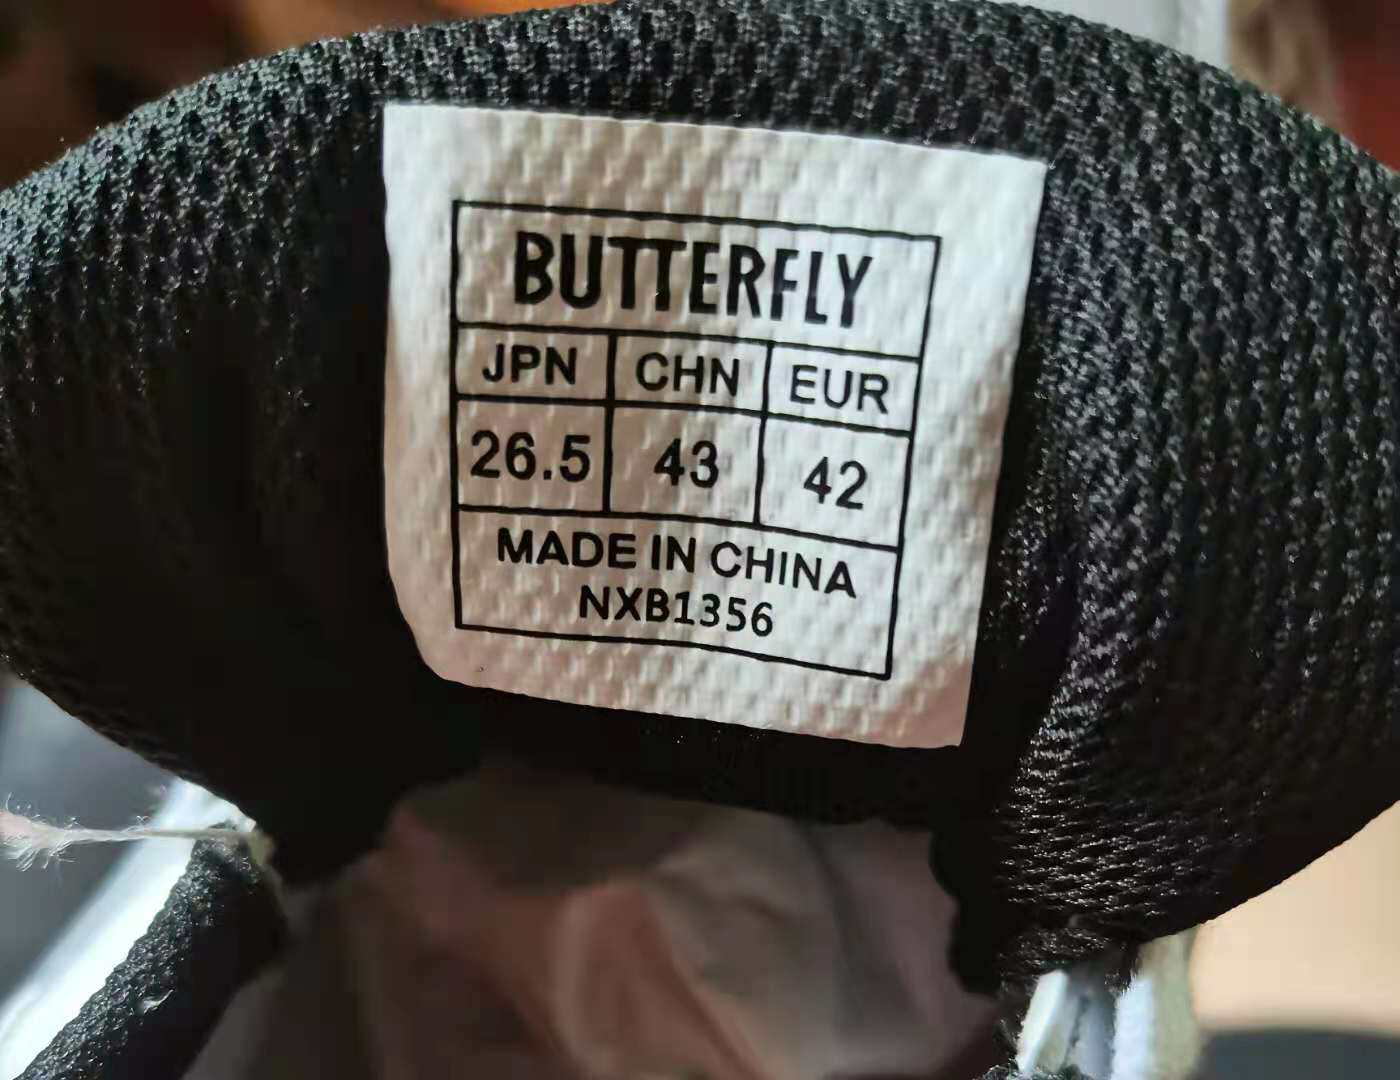 BUTTERFLY
JPN CHN EUR
26.5 43 42
MADE IN CHINA
NXB1356